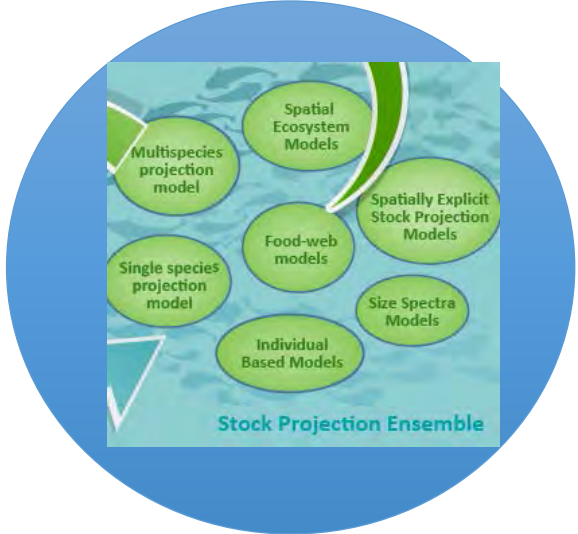 Spatial
Ecosystem
Models
Multispecies
projection
model
Spatially Explicit
Stock Projection
Models
Food-web
models
Single species
projection
model
Size Spectra
Models
Individual
Based Models
Stock Projection Ensemble